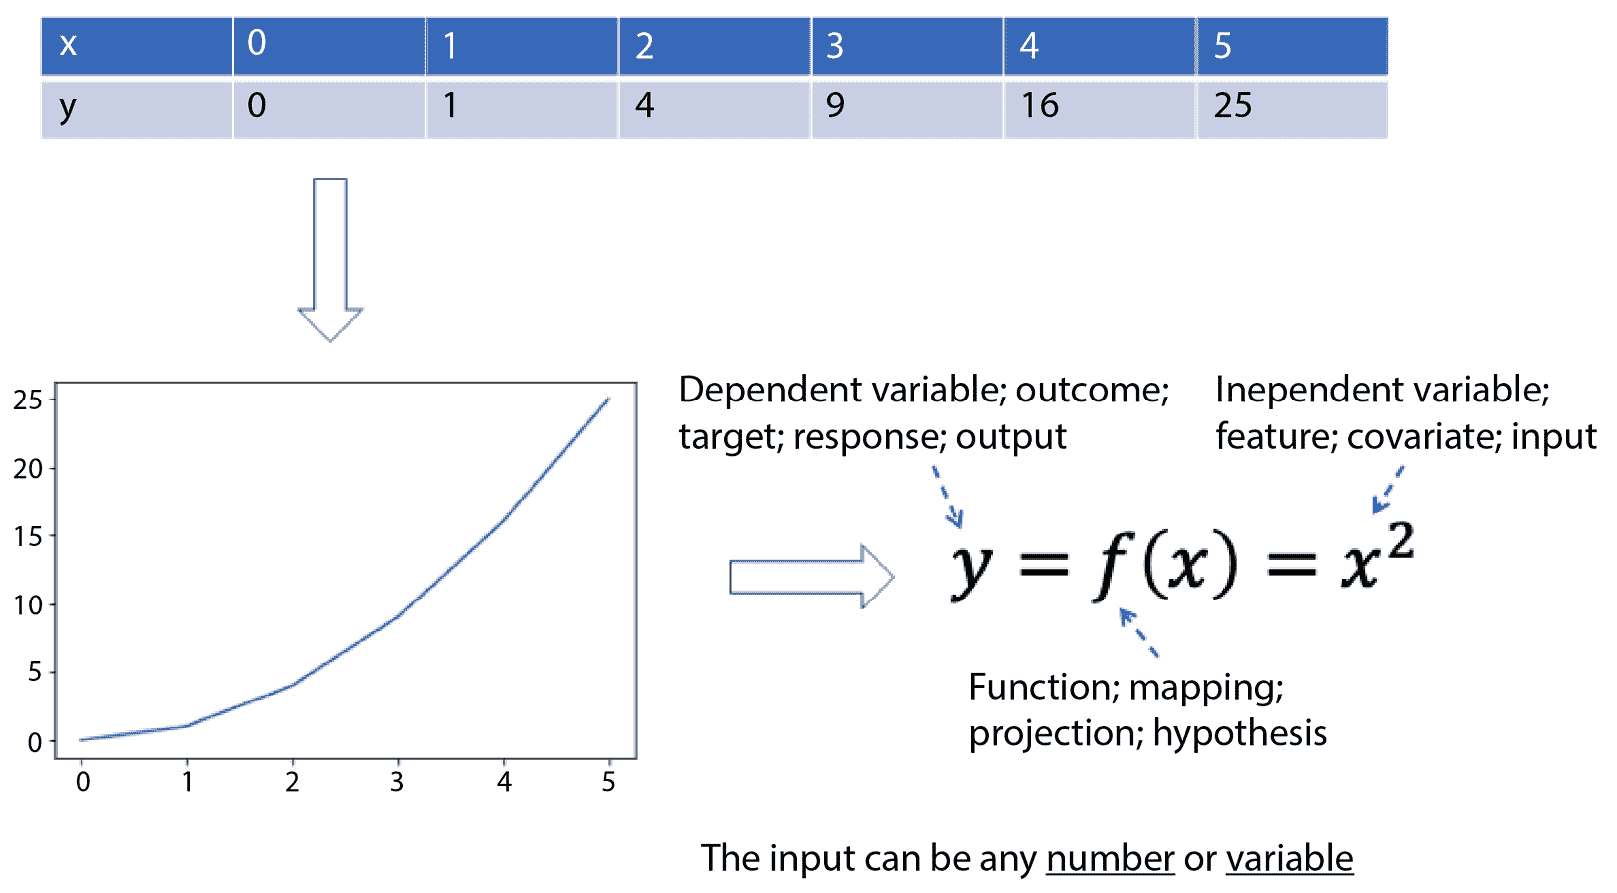 x 0 1 2 3 4 5
y 0 1 4 9 16 25
25
20
15
10
5
0
0 1 2 3 4 5
Dependent variable; outcome;
target; response; output
Inependent variable;
feature; covariate; input
y = f(x) = x²
Function; mapping;
projection; hypothesis
The input can be any number or variable